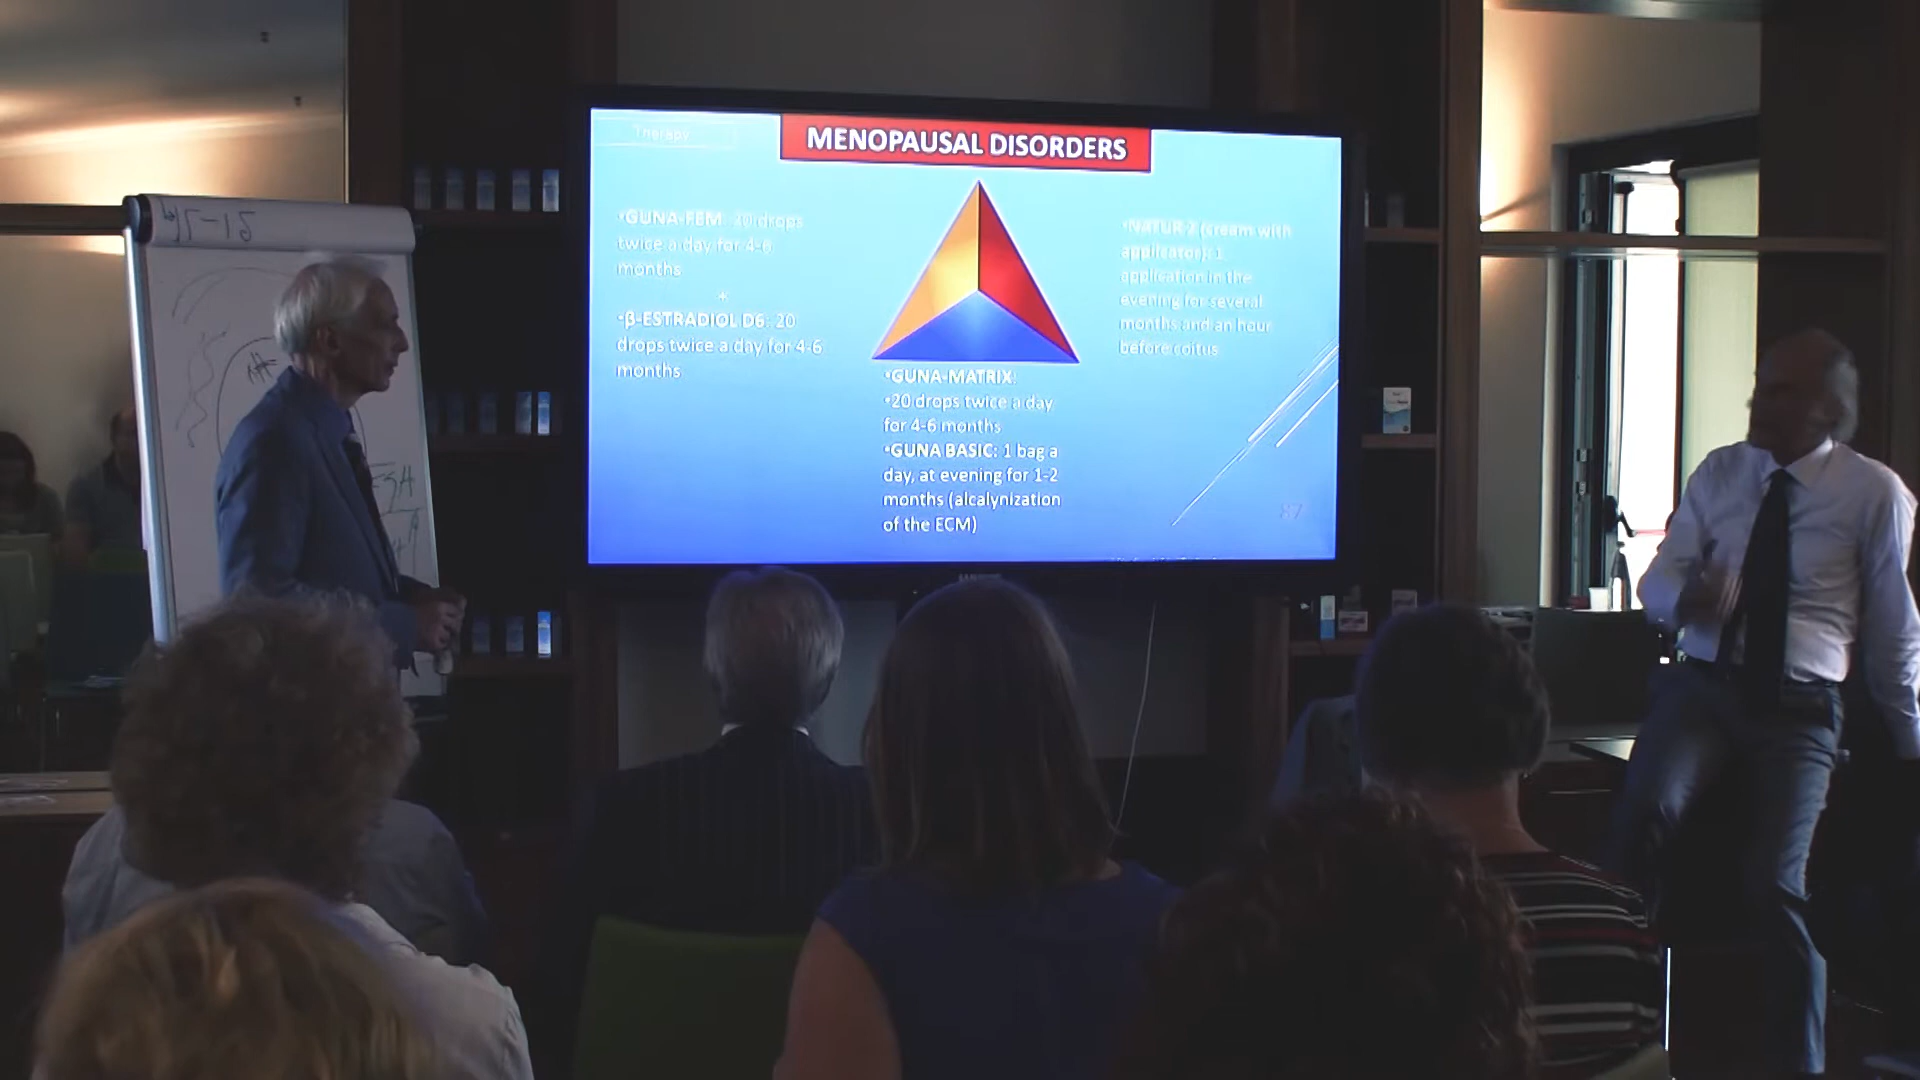 Therapy
MENOPAUSAL DISORDERS
•GUNA-FEM: 20 drops
twice a day for 4-6
months
+
•β-ESTRADIOL D6: 20
drops twice a day for 4-6
months
•GUNA-MATRIX:
•20 drops twice a day
for 4-6 months
•GUNA BASIC: 1 bag a
day, at evening for 1-2
months (alcalynization
of the ECM)
•NATUR 2 (cream with
applicator): 1
application in the
evening for several
months and an hour
before coitus
87
SAMSUNG